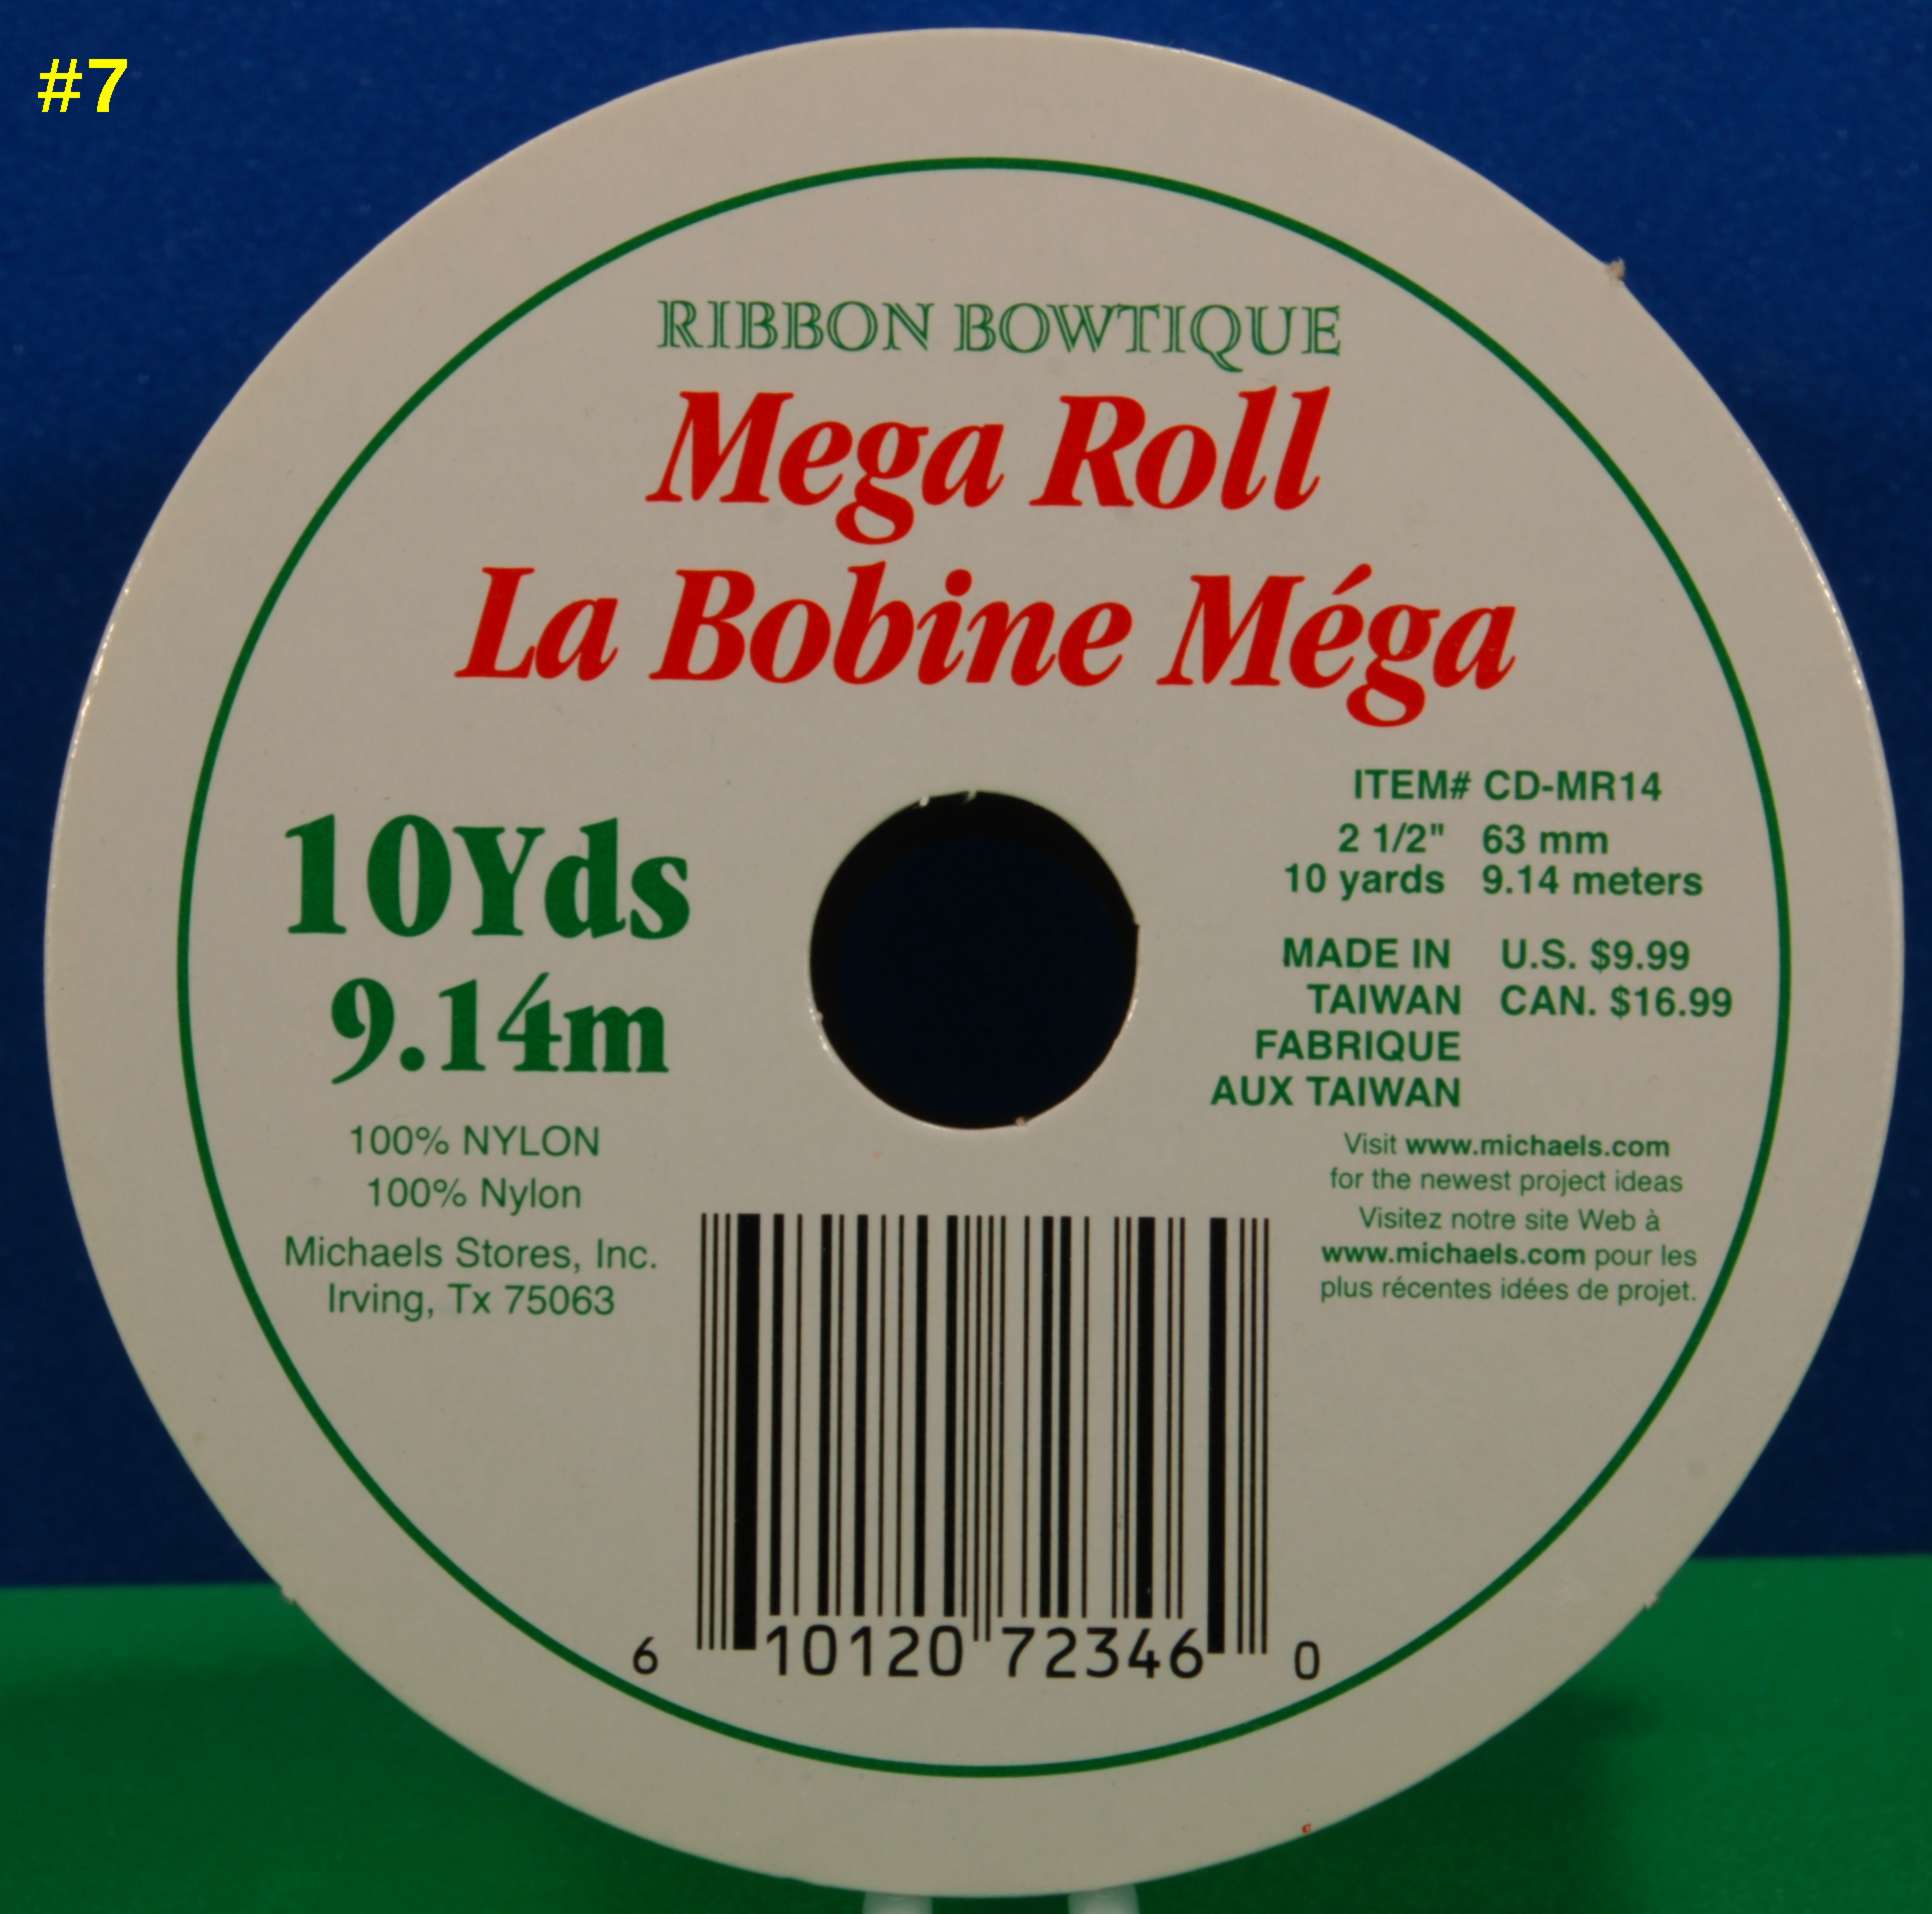 #7
RIBBON BOWTIQUE
Mega Roll
La Bobine Méga
10Yds
9.14m
100% NYLON
100% Nylon
Michaels Stores, Inc.
Irving, Tx 75063
ITEM# CD-MR14
2 1/2" 63 mm
10 yards 9.14 meters
MADE IN U.S. $9.99
TAIWAN CAN. $16.99
FABRIQUE
AUX TAIWAN
Visit www.michaels.com
for the newest project ideas
Visitez notre site Web à
www.michaels.com pour les
plus récentes idées de projet.
6 10120 72346 0